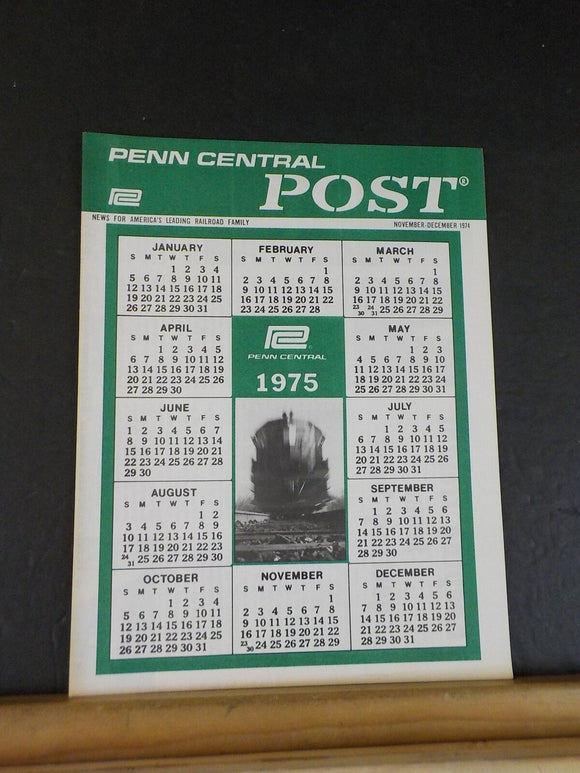 PENN CENTRAL
POST®
NEWS FOR AMERICA'S LEADING RAILROAD FAMILY
NOVEMBER-DECEMBER 1974
JANUARY
S M T W T F S
1 2 3 4
5 6 7 8 9 10 11
12 13 14 15 16 17 18
19 20 21 22 23 24 25
26 27 28 29 30 31
FEBRUARY
S M T W T F S
1
2 3 4 5 6 7 8
9 10 11 12 13 14 15
16 17 18 19 20 21 22
23 24 25 26 27 28
MARCH
S M T W T F S
1
2 3 4 5 6 7 8
9 10 11 12 13 14 15
16 17 18 19 20 21 22
23 24 25 26 27 28 29
30 31
APRIL
S M T W T F S
1 2 3 4 5
6 7 8 9 10 11 12
13 14 15 16 17 18 19
20 21 22 23 24 25 26
27 28 29 30
PENN CENTRAL
1975
MAY
S M T W T F S
1 2 3
4 5 6 7 8 9 10
11 12 13 14 15 16 17
18 19 20 21 22 23 24
25 26 27 28 29 30 31
JUNE
S M T W T F S
1 2 3 4 5 6 7
8 9 10 11 12 13 14
15 16 17 18 19 20 21
22 23 24 25 26 27 28
29 30
JULY
S M T W T F S
1 2 3 4 5
6 7 8 9 10 11 12
13 14 15 16 17 18 19
20 21 22 23 24 25 26
27 28 29 30 31
AUGUST
S M T W T F S
1 2
3 4 5 6 7 8 9
10 11 12 13 14 15 16
17 18 19 20 21 22 23
24 25 26 27 28 29 30
31
SEPTEMBER
S M T W T F S
1 2 3 4 5 6
7 8 9 10 11 12 13
14 15 16 17 18 19 20
21 22 23 24 25 26 27
28 29 30
OCTOBER
S M T W T F S
1 2 3 4
5 6 7 8 9 10 11
12 13 14 15 16 17 18
19 20 21 22 23 24 25
26 27 28 29 30 31
NOVEMBER
S M T W T F S
1
2 3 4 5 6 7 8
9 10 11 12 13 14 15
16 17 18 19 20 21 22
23 24 25 26 27 28 29
30
DECEMBER
S M T W T F S
1 2 3 4 5 6
7 8 9 10 11 12 13
14 15 16 17 18 19 20
21 22 23 24 25 26 27
28 29 30 31